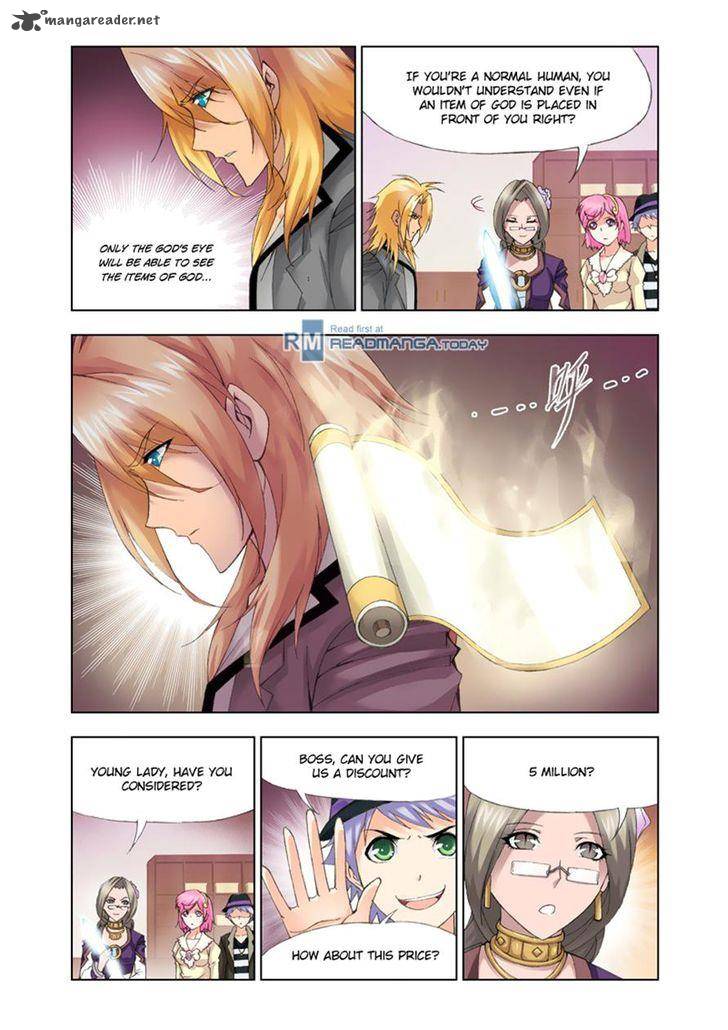 mangareader.net
ONLY THE GOD'S EYE
WILL BE ABLE TO SEE
THE ITEMS OF GOD...
IF YOU'RE A NORMAL HUMAN, YOU
WOULDN'T UNDERSTAND EVEN IF
AN ITEM OF GOD IS PLACED IN
FRONT OF YOU RIGHT?
RM
Read first at
READMANGA.TODAY
....呼....
YOUNG LADY, HAVE YOU
CONSIDERED?
BOSS, CAN YOU GIVE
US A DISCOUNT?
HOW ABOUT THIS PRICE?
5 MILLION?